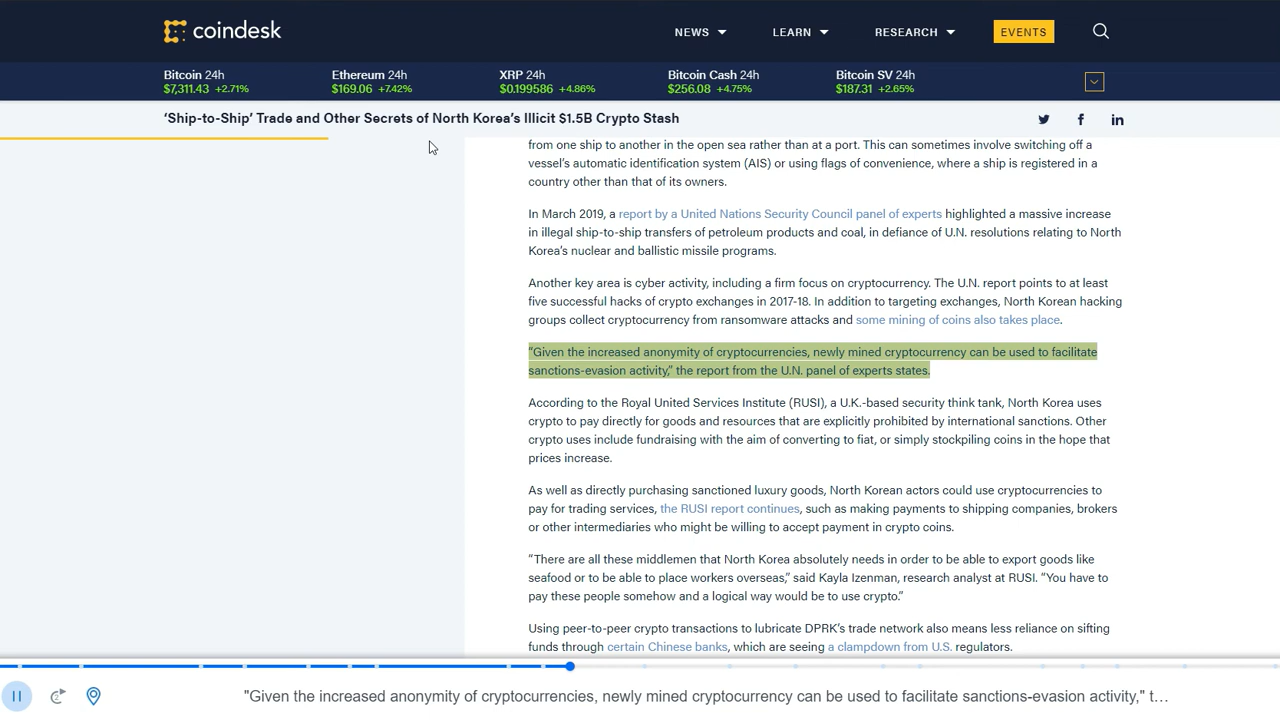 coindesk
NEWS
LEARN
RESEARCH
EVENTS
Bitcoin 24h
$7,311.43 +2.71%
Ethereum 24h
$169.06 +7.42%
XRP 24h
$0.199586 +4.86%
Bitcoin Cash 24h
$256.08 +4.75%
Bitcoin SV 24h
$187.31 +2.65%
‘Ship-to-Ship’ Trade and Other Secrets of North Korea’s Illicit $1.5B Crypto Stash
from one ship to another in the open sea rather than at a port. This can sometimes involve switching off a
vessel’s automatic identification system (AIS) or using flags of convenience, where a ship is registered in a
country other than that of its owners.
In March 2019, a report by a United Nations Security Council panel of experts highlighted a massive increase
in illegal ship-to-ship transfers of petroleum products and coal, in defiance of U.N. resolutions relating to North
Korea’s nuclear and ballistic missile programs.
Another key area is cyber activity, including a firm focus on cryptocurrency. The U.N. report points to at least
five successful hacks of crypto exchanges in 2017-18. In addition to targeting exchanges, North Korean hacking
groups collect cryptocurrency from ransomware attacks and some mining of coins also takes place.
“Given the increased anonymity of cryptocurrencies, newly mined cryptocurrency can be used to facilitate
sanctions-evasion activity,” the report from the U.N. panel of experts states.
According to the Royal United Services Institute (RUSI), a U.K.-based security think tank, North Korea uses
crypto to pay directly for goods and resources that are explicitly prohibited by international sanctions. Other
crypto uses include fundraising with the aim of converting to fiat, or simply stockpiling coins in the hope that
prices increase.
As well as directly purchasing sanctioned luxury goods, North Korean actors could use cryptocurrencies to
pay for trading services, the RUSI report continues, such as making payments to shipping companies, brokers
or other intermediaries who might be willing to accept payment in crypto coins.
“There are all these middlemen that North Korea absolutely needs in order to be able to export goods like
seafood or to be able to place workers overseas,” said Kayla Izenman, research analyst at RUSI. “You have to
pay these people somehow and a logical way would be to use crypto.”
Using peer-to-peer crypto transactions to lubricate DPRK’s trade network also means less reliance on sifting
funds through certain Chinese banks, which are seeing a clampdown from U.S. regulators.
"Given the increased anonymity of cryptocurrencies, newly mined cryptocurrency can be used to facilitate sanctions-evasion activity," t…